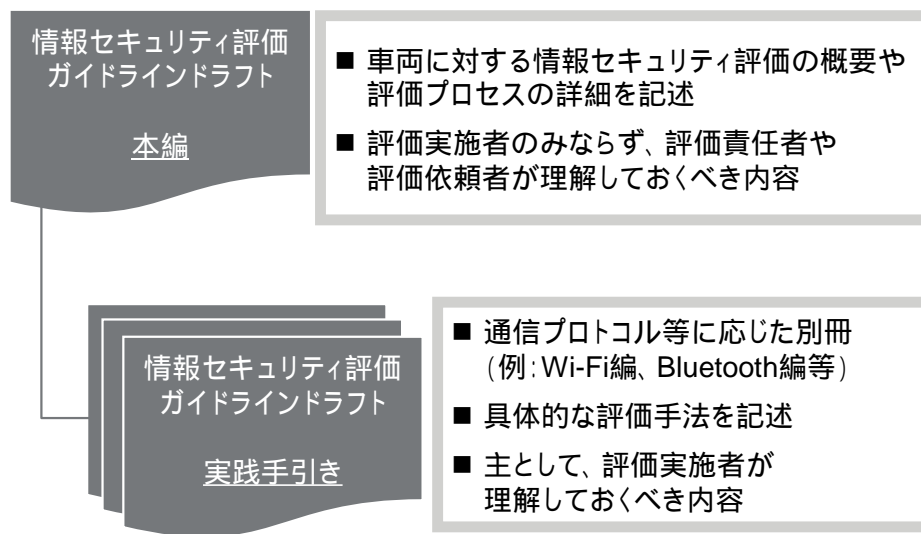 情報セキュリティ評価
ガイドラインドラフト
本編
■ 車両に対する情報セキュリティ評価の概要や
評価プロセスの詳細を記述
■ 評価実施者のみならず、評価責任者や
評価依頼者が理解しておくべき内容
情報セキュリティ評価
ガイドラインドラフト
実践手引き
■ 通信プロトコル等に応じた別冊
(例:Wi-Fi編、Bluetooth編等)
■ 具体的な評価手法を記述
■ 主として、評価実施者が
理解しておくべき内容